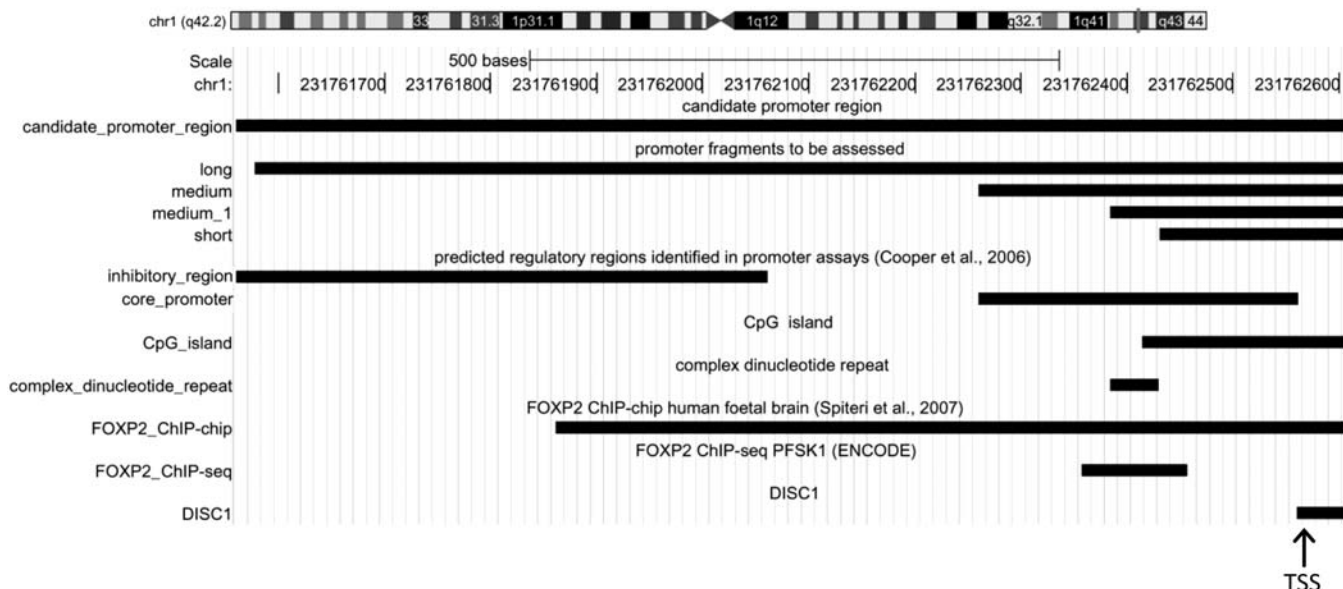 chr1 (q42.2) 33 31.3 1p31.1 1q12 q32.1 1q41 q43 44
Scale 500 bases
chr1: 231761700 231761800 231761900 231762000 231762100 231762200 231762300 231762400 231762500 231762600
candidate promoter region
candidate_promoter_region
promoter fragments to be assessed
long
medium
medium_1
short
predicted regulatory regions identified in promoter assays (Cooper et al., 2006)
inhibitory_region
core_promoter
CpG island
CpG_island
complex dinucleotide repeat
complex_dinucleotide_repeat
FOXP2 ChIP-chip human foetal brain (Spiteri et al., 2007)
FOXP2_ChIP-chip
FOXP2 ChIP-seq PFSK1 (ENCODE)
FOXP2_ChIP-seq
DISC1
DISC1
TSS